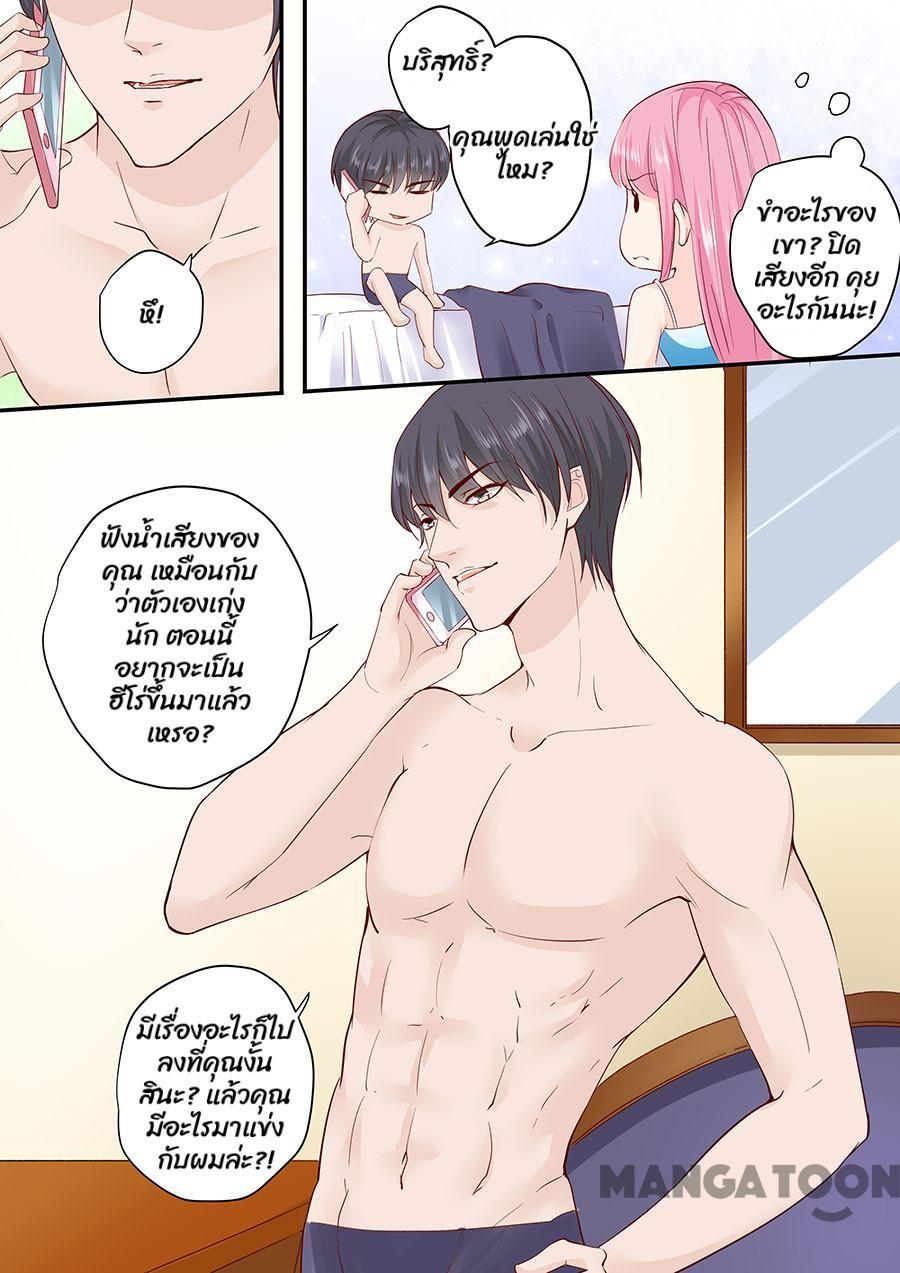 หึ!
บริสุทธิ์?
คุณพูดเล่นใช่
ไหม?
ขำอะไรของ
เขา? ปิด
เสียงอีก คุย
อะไรกันนะ!
ฟังน้ำเสียงของ
คุณ เหมือนกับ
ว่าตัวเองเก่ง
นัก ตอนนี้
อยากจะเป็น
ฮีโร่ขึ้นมาแล้ว
เหรอ?
มีเรื่องอะไรก็ไป
ลงที่คุณงั้น
สินะ? แล้วคุณ
มีอะไรมาแข่ง
กับผมล่ะ?!
MANGATOON